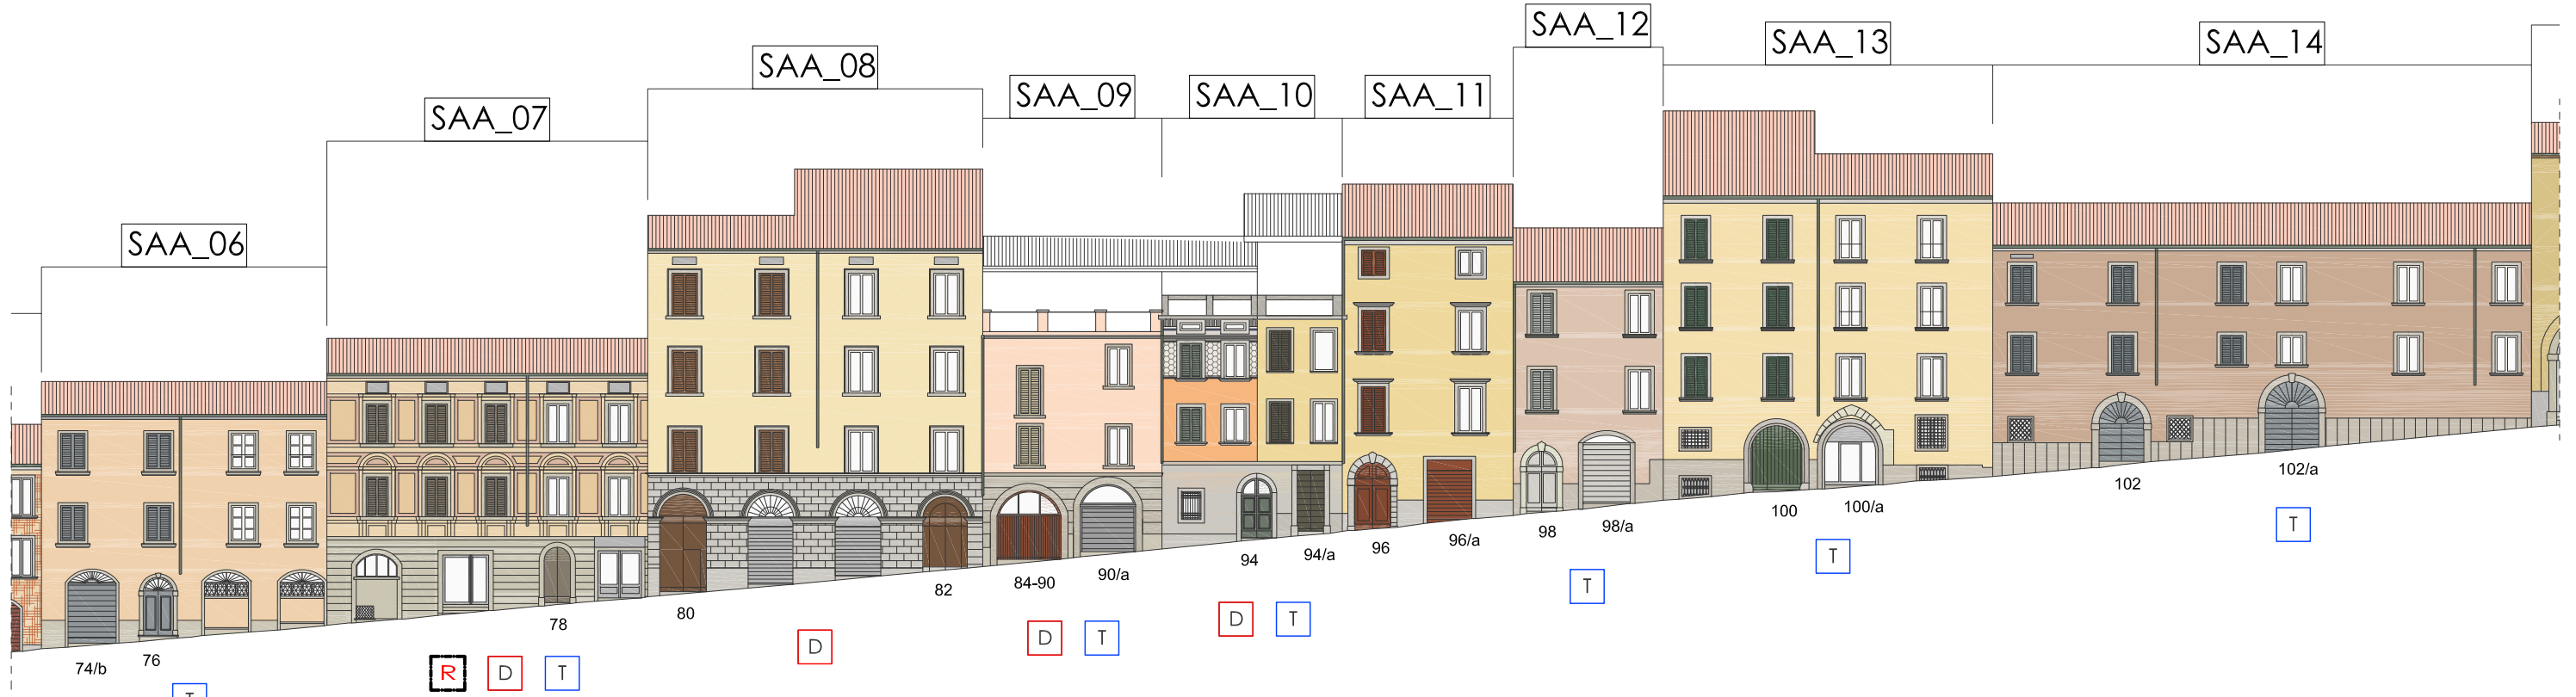 SAA_06
SAA_07
SAA_08
SAA_09
SAA_10
SAA_11
SAA_12
SAA_13
SAA_14
74/b
76
78
80
82
84-90
90/a
94
94/a
96
96/a
98
98/a
100
100/a
102
102/a
T
R D T
D
D T
D T
T
T
T